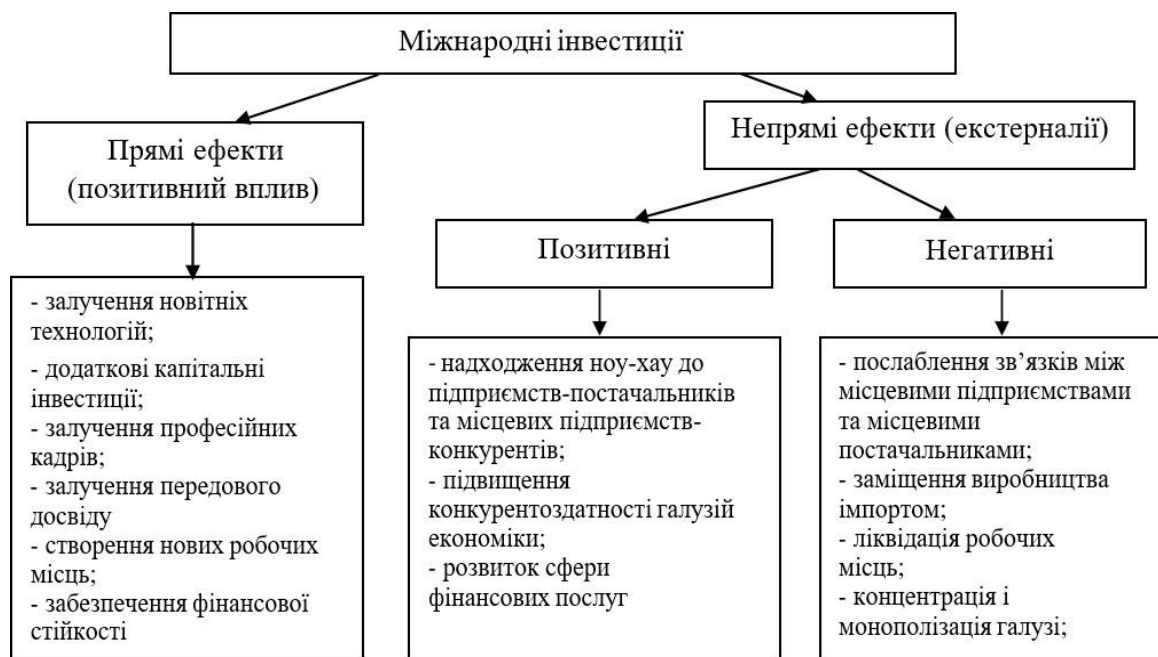 Міжнародні інвестиції
Прямі ефекти
(позитивний вплив)
Непрямі ефекти (екстерналії)
Позитивні
Негативні
- залучення новітніх
технологій;
- додаткові капітальні
інвестиції;
- залучення професійних
кадрів;
- залучення передового
досвіду
- створення нових робочих
місць;
- забезпечення фінансової
стійкості
- надходження ноу-хау до
підприємств-постачальників
та місцевих підприємств-
конкурентів;
- підвищення
конкурентоздатності галузій
економіки;
- розвиток сфери
фінансових послуг
- послаблення зв’язків між
місцевими підприємствами
та місцевими
постачальниками;
- заміщення виробництва
імпортом;
- ліквідація робочих
місць;
- концентрація і
монополізація галузі;